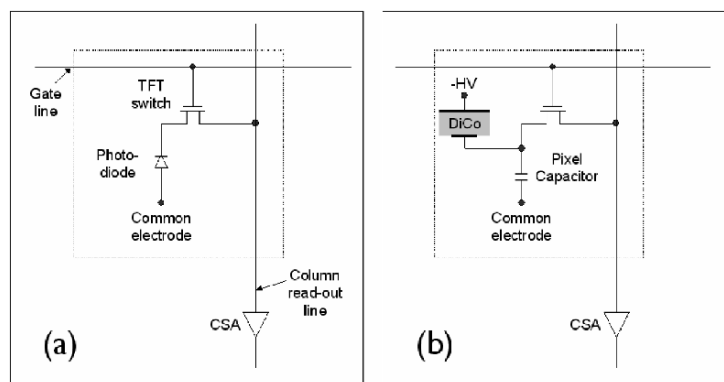 Gate
line
TFT
switch
Photo-
diode
Common
electrode
Column
read-out
line
CSA
(a)
-HV
DiCo
Pixel
Capacitor
Common
electrode
CSA
(b)